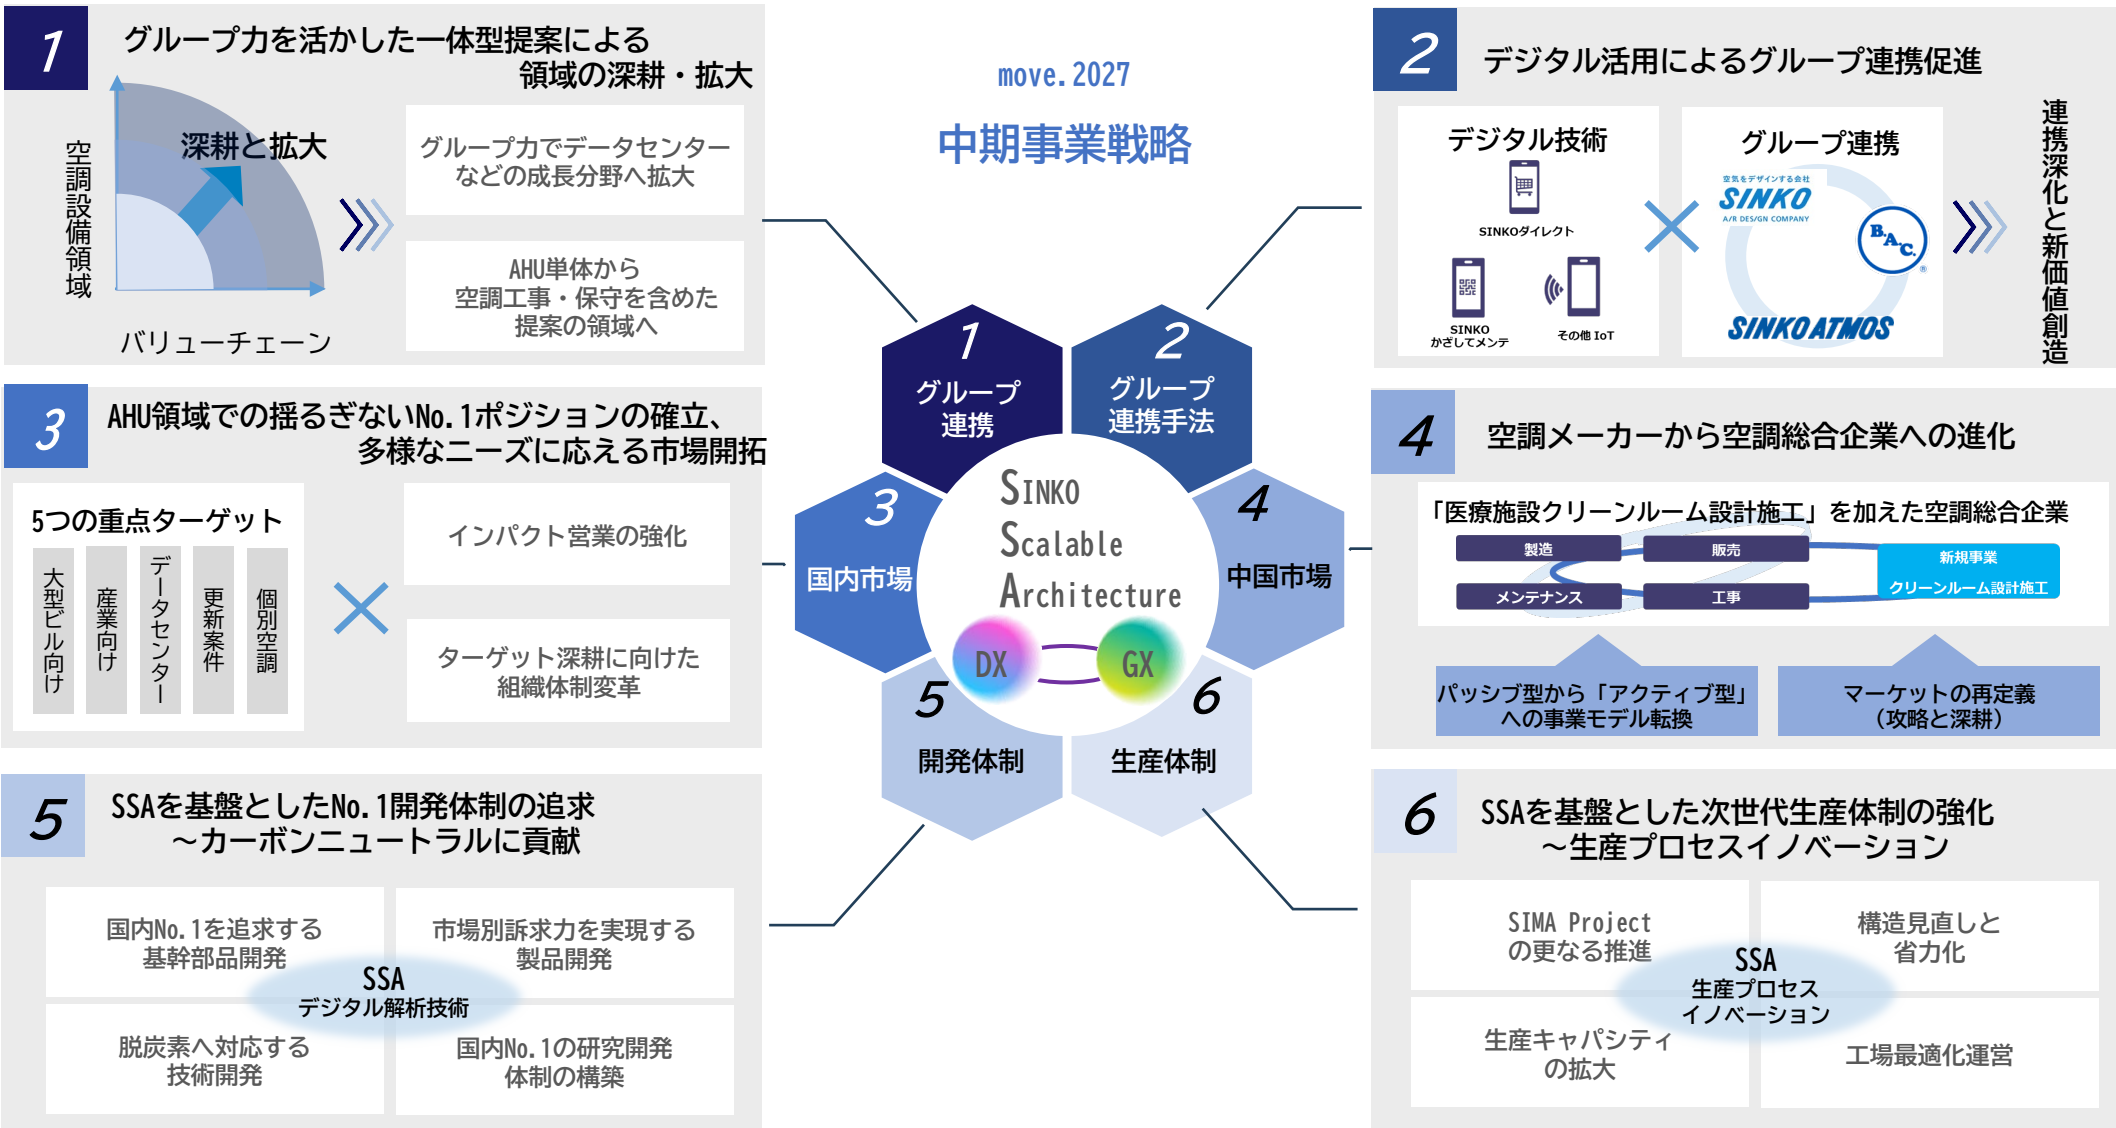 1
グループ力を活かした一体型提案による
領域の深耕・拡大
空調設備領域
深耕と拡大
バリューチェーン
グループ力でデータセンター
などの成長分野へ拡大
AHU単体から
空調工事・保守を含めた
提案の領域へ
move.2027
中期事業戦略
2
デジタル活用によるグループ連携促進
デジタル技術
SINKOダイレクト
SINKO
かざしてメンテ
その他 IoT
グループ連携
空気をデザインする会社
SINKO
AIR DESIGN COMPANY
B.A.C.
®
SINKO ATMOS
連携深化と新価値創造
3
AHU領域での揺るぎないNo.1ポジションの確立、
多様なニーズに応える市場開拓
5つの重点ターゲット
大型ビル向け
産業向け
データセンター
更新案件
個別空調
インパクト営業の強化
ターゲット深耕に向けた
組織体制変革
1
グループ
連携
2
グループ
連携手法
3
国内市場
4
中国市場
5
開発体制
6
生産体制
SINKO
Scalable
Architecture
DX
GX
4
空調メーカーから空調総合企業への進化
「医療施設クリーンルーム設計施工」を加えた空調総合企業
製造
販売
メンテナンス
工事
新規事業
クリーンルーム設計施工
パッシブ型から「アクティブ型」
への事業モデル転換
マーケットの再定義
（攻略と深耕）
5
SSAを基盤としたNo.1開発体制の追求
～カーボンニュートラルに貢献
国内No.1を追求する
基幹部品開発
市場別訴求力を実現する
製品開発
SSA
デジタル解析技術
脱炭素へ対応する
技術開発
国内No.1の研究開発
体制の構築
6
SSAを基盤とした次世代生産体制の強化
～生産プロセスイノベーション
SIMA Project
の更なる推進
構造見直しと
省力化
SSA
生産プロセス
イノベーション
生産キャパシティ
の拡大
工場最適化運営